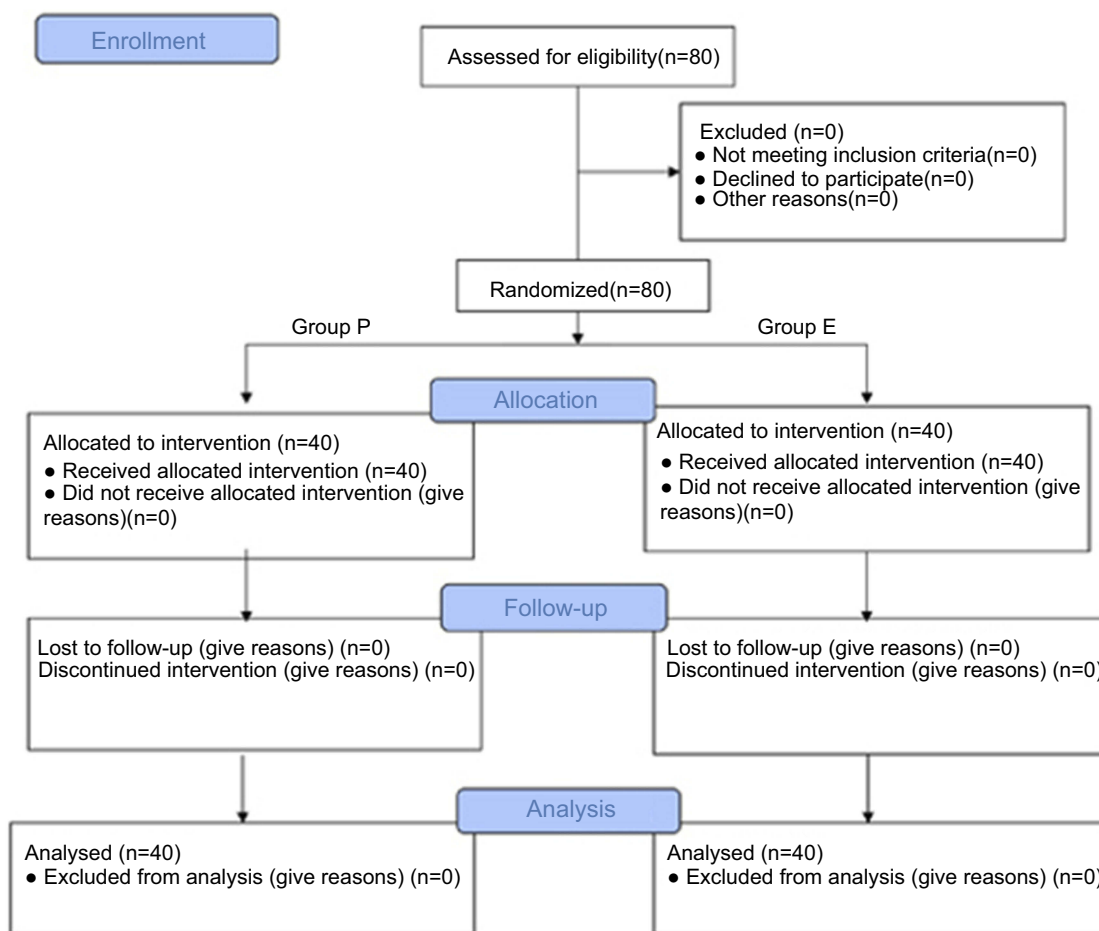 Enrollment
Assessed for eligibility(n=80)
Excluded (n=0)
● Not meeting inclusion criteria(n=0)
● Declined to participate(n=0)
● Other reasons(n=0)
Randomized(n=80)
Group P
Group E
Allocation
Allocated to intervention (n=40)
● Received allocated intervention (n=40)
● Did not receive allocated intervention (give
reasons)(n=0)
Allocated to intervention (n=40)
● Received allocated intervention (n=40)
● Did not receive allocated intervention (give
reasons)(n=0)
Follow-up
Lost to follow-up (give reasons) (n=0)
Discontinued intervention (give reasons) (n=0)
Lost to follow-up (give reasons) (n=0)
Discontinued intervention (give reasons) (n=0)
Analysis
Analysed (n=40)
● Excluded from analysis (give reasons) (n=0)
Analysed (n=40)
● Excluded from analysis (give reasons) (n=0)